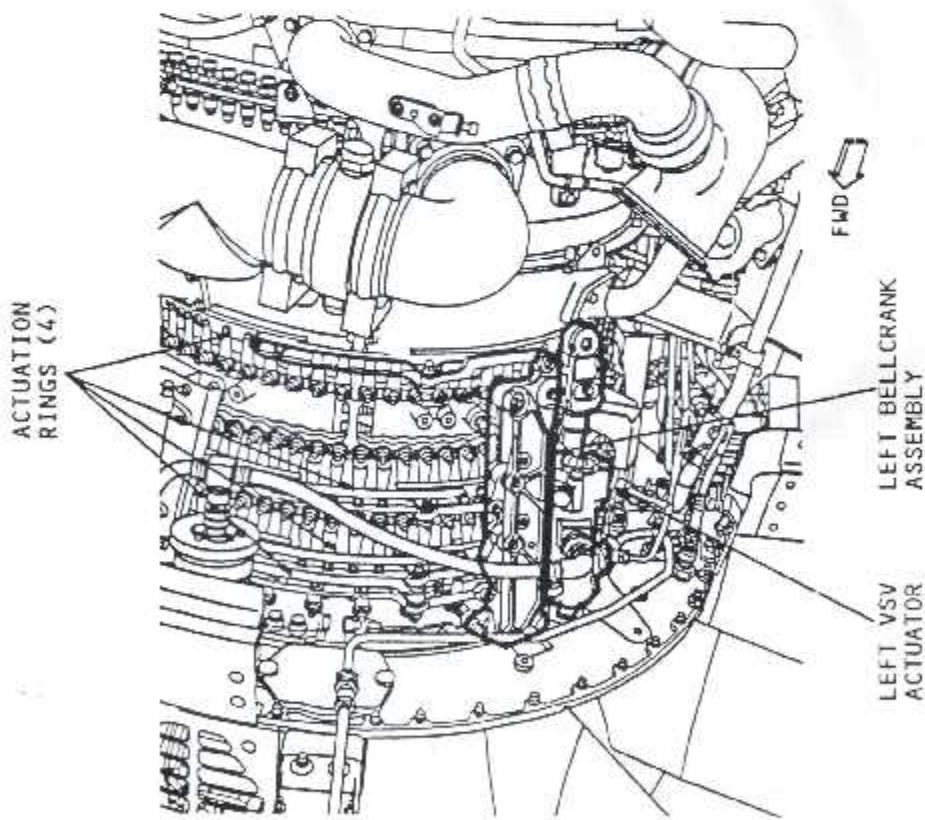 ACTUATION
RINGS (4)
FWD
LEFT BELLCRANK
ASSEMBLY
LEFT VSV
ACTUATOR